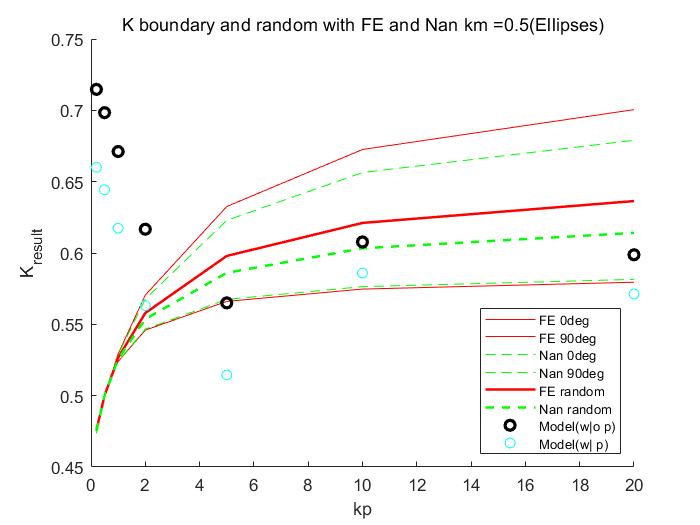 K boundary and random with FE and Nan km =0.5(Ellipses)
0.75
0.7
0.65
0.6
0.55
0.5
0.45
K_result
0 2 4 6 8 10 12 14 16 18 20
kp
FE 0deg
FE 90deg
Nan 0deg
Nan 90deg
FE random
Nan random
Model(w|o p)
Model(w| p)